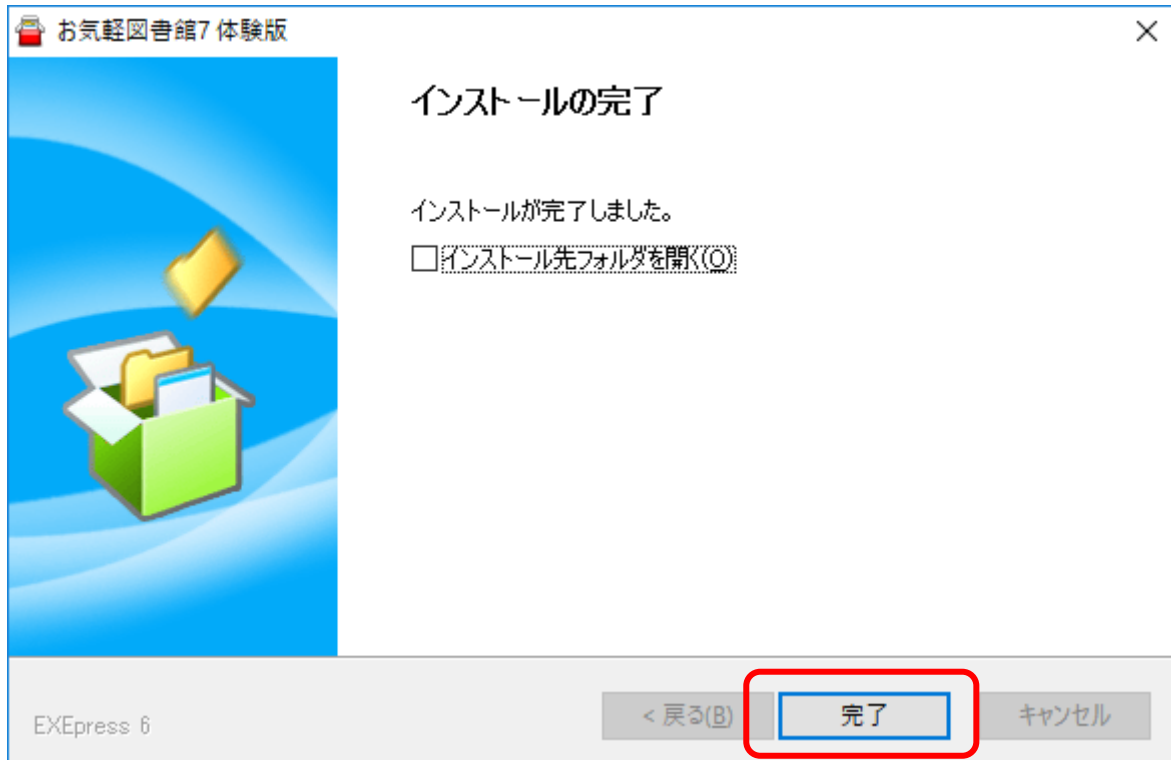 お気軽図書館7 体験版
インストールの完了
インストールが完了しました。
インストール先フォルダを開く(O)
EXEpress 6
< 戻る(B)
完了
キャンセル